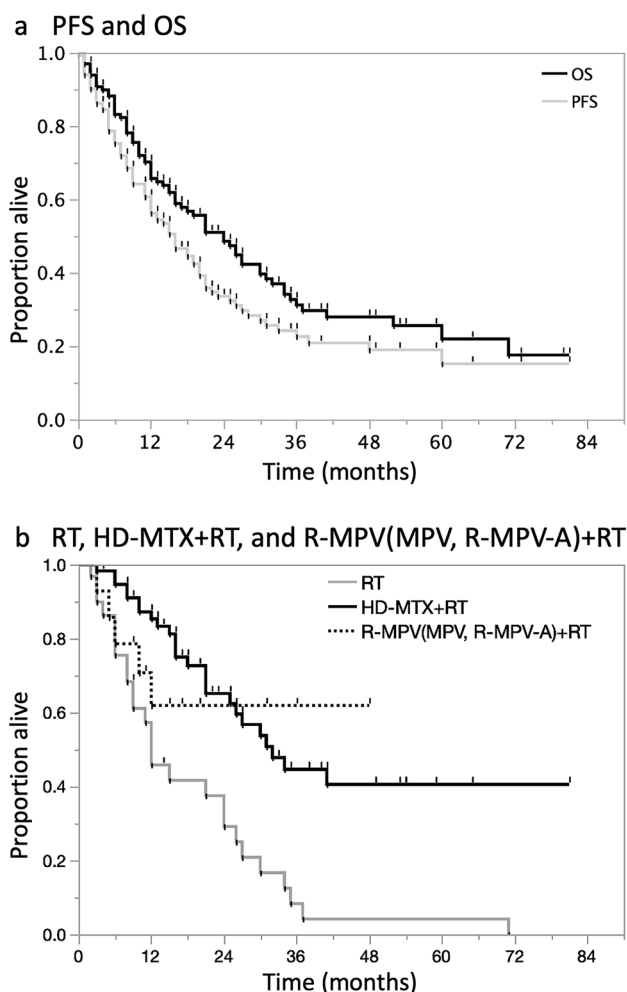 a PFS and OS
1.0
0.8
0.6
0.4
0.2
0.0
Proportion alive
OS
PFS
0 12 24 36 48 60 72 84
Time (months)
b RT, HD-MTX+RT, and R-MPV(MPV, R-MPV-A)+RT
1.0
0.8
0.6
0.4
0.2
0.0
Proportion alive
RT
HD-MTX+RT
R-MPV(MPV, R-MPV-A)+RT
0 12 24 36 48 60 72 84
Time (months)